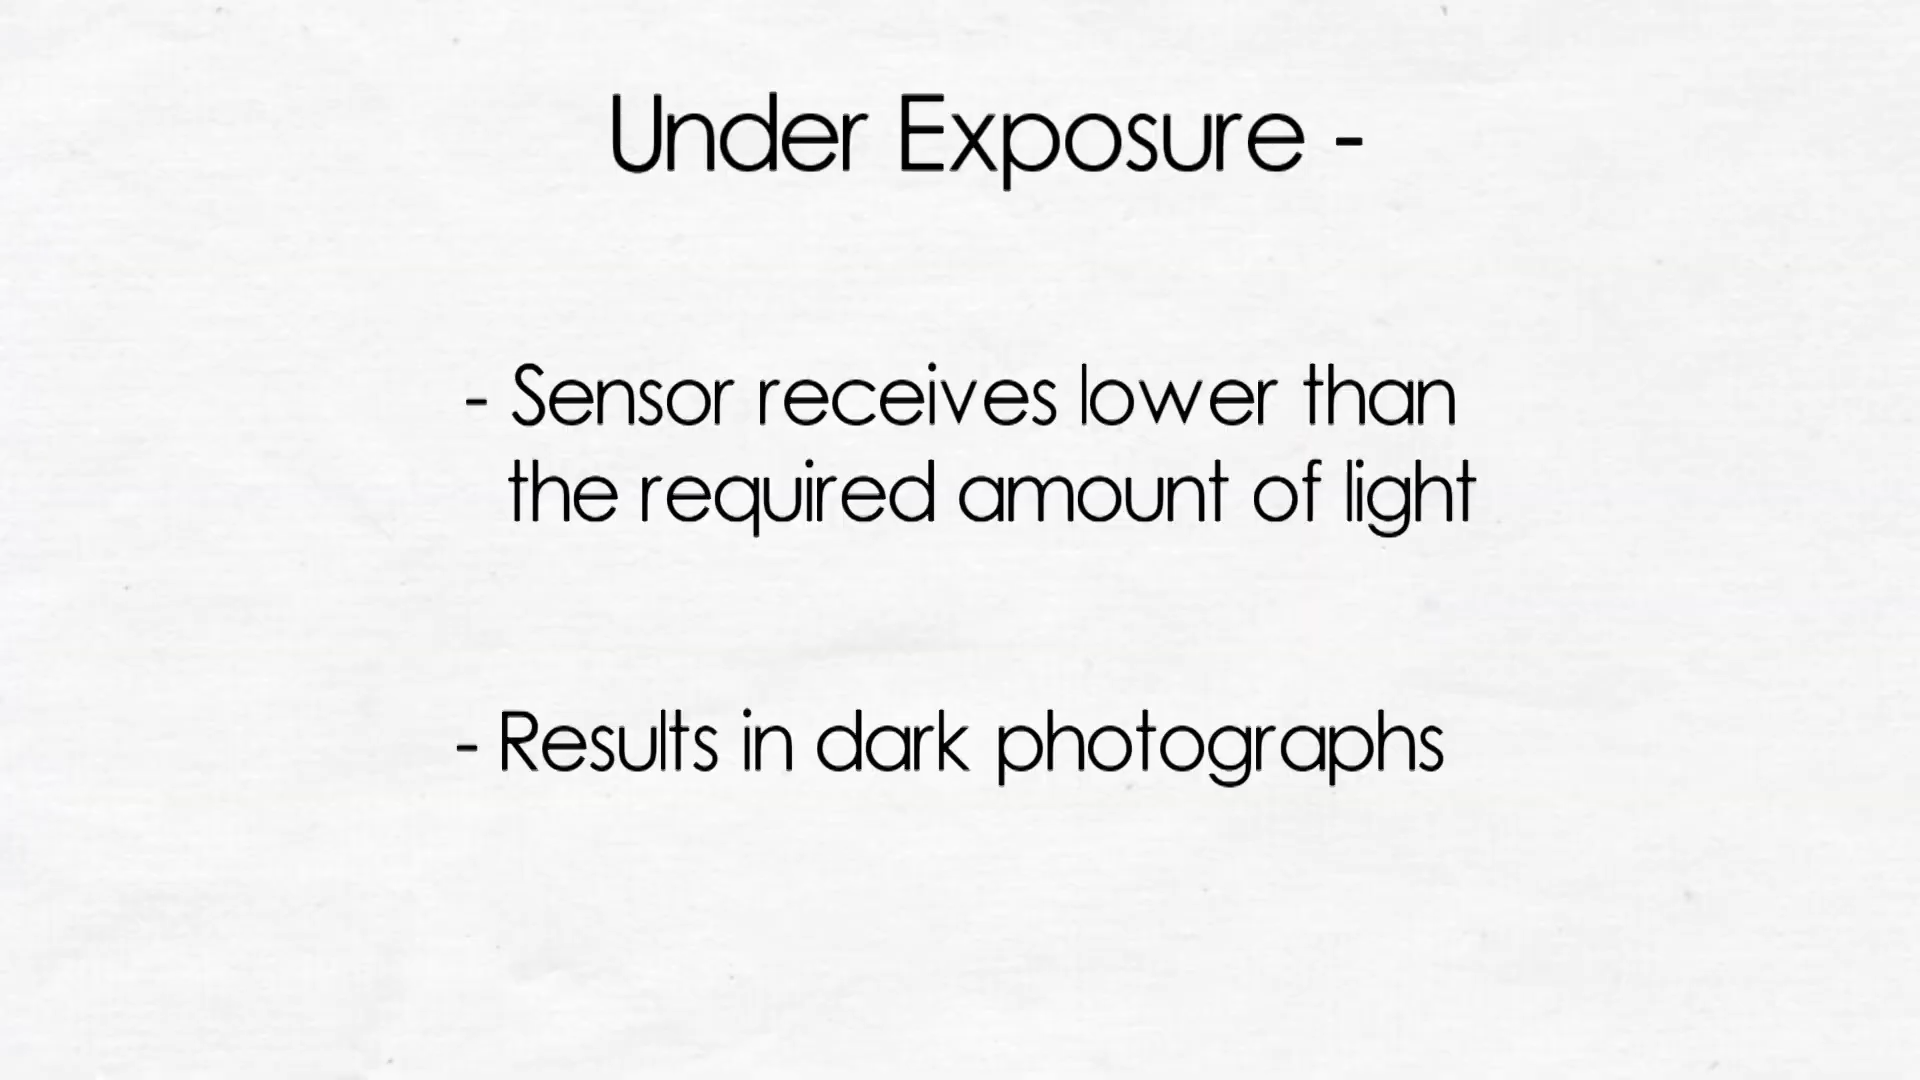 Under Exposure -
- Sensor receives lower than
the required amount of light
- Results in dark photographs